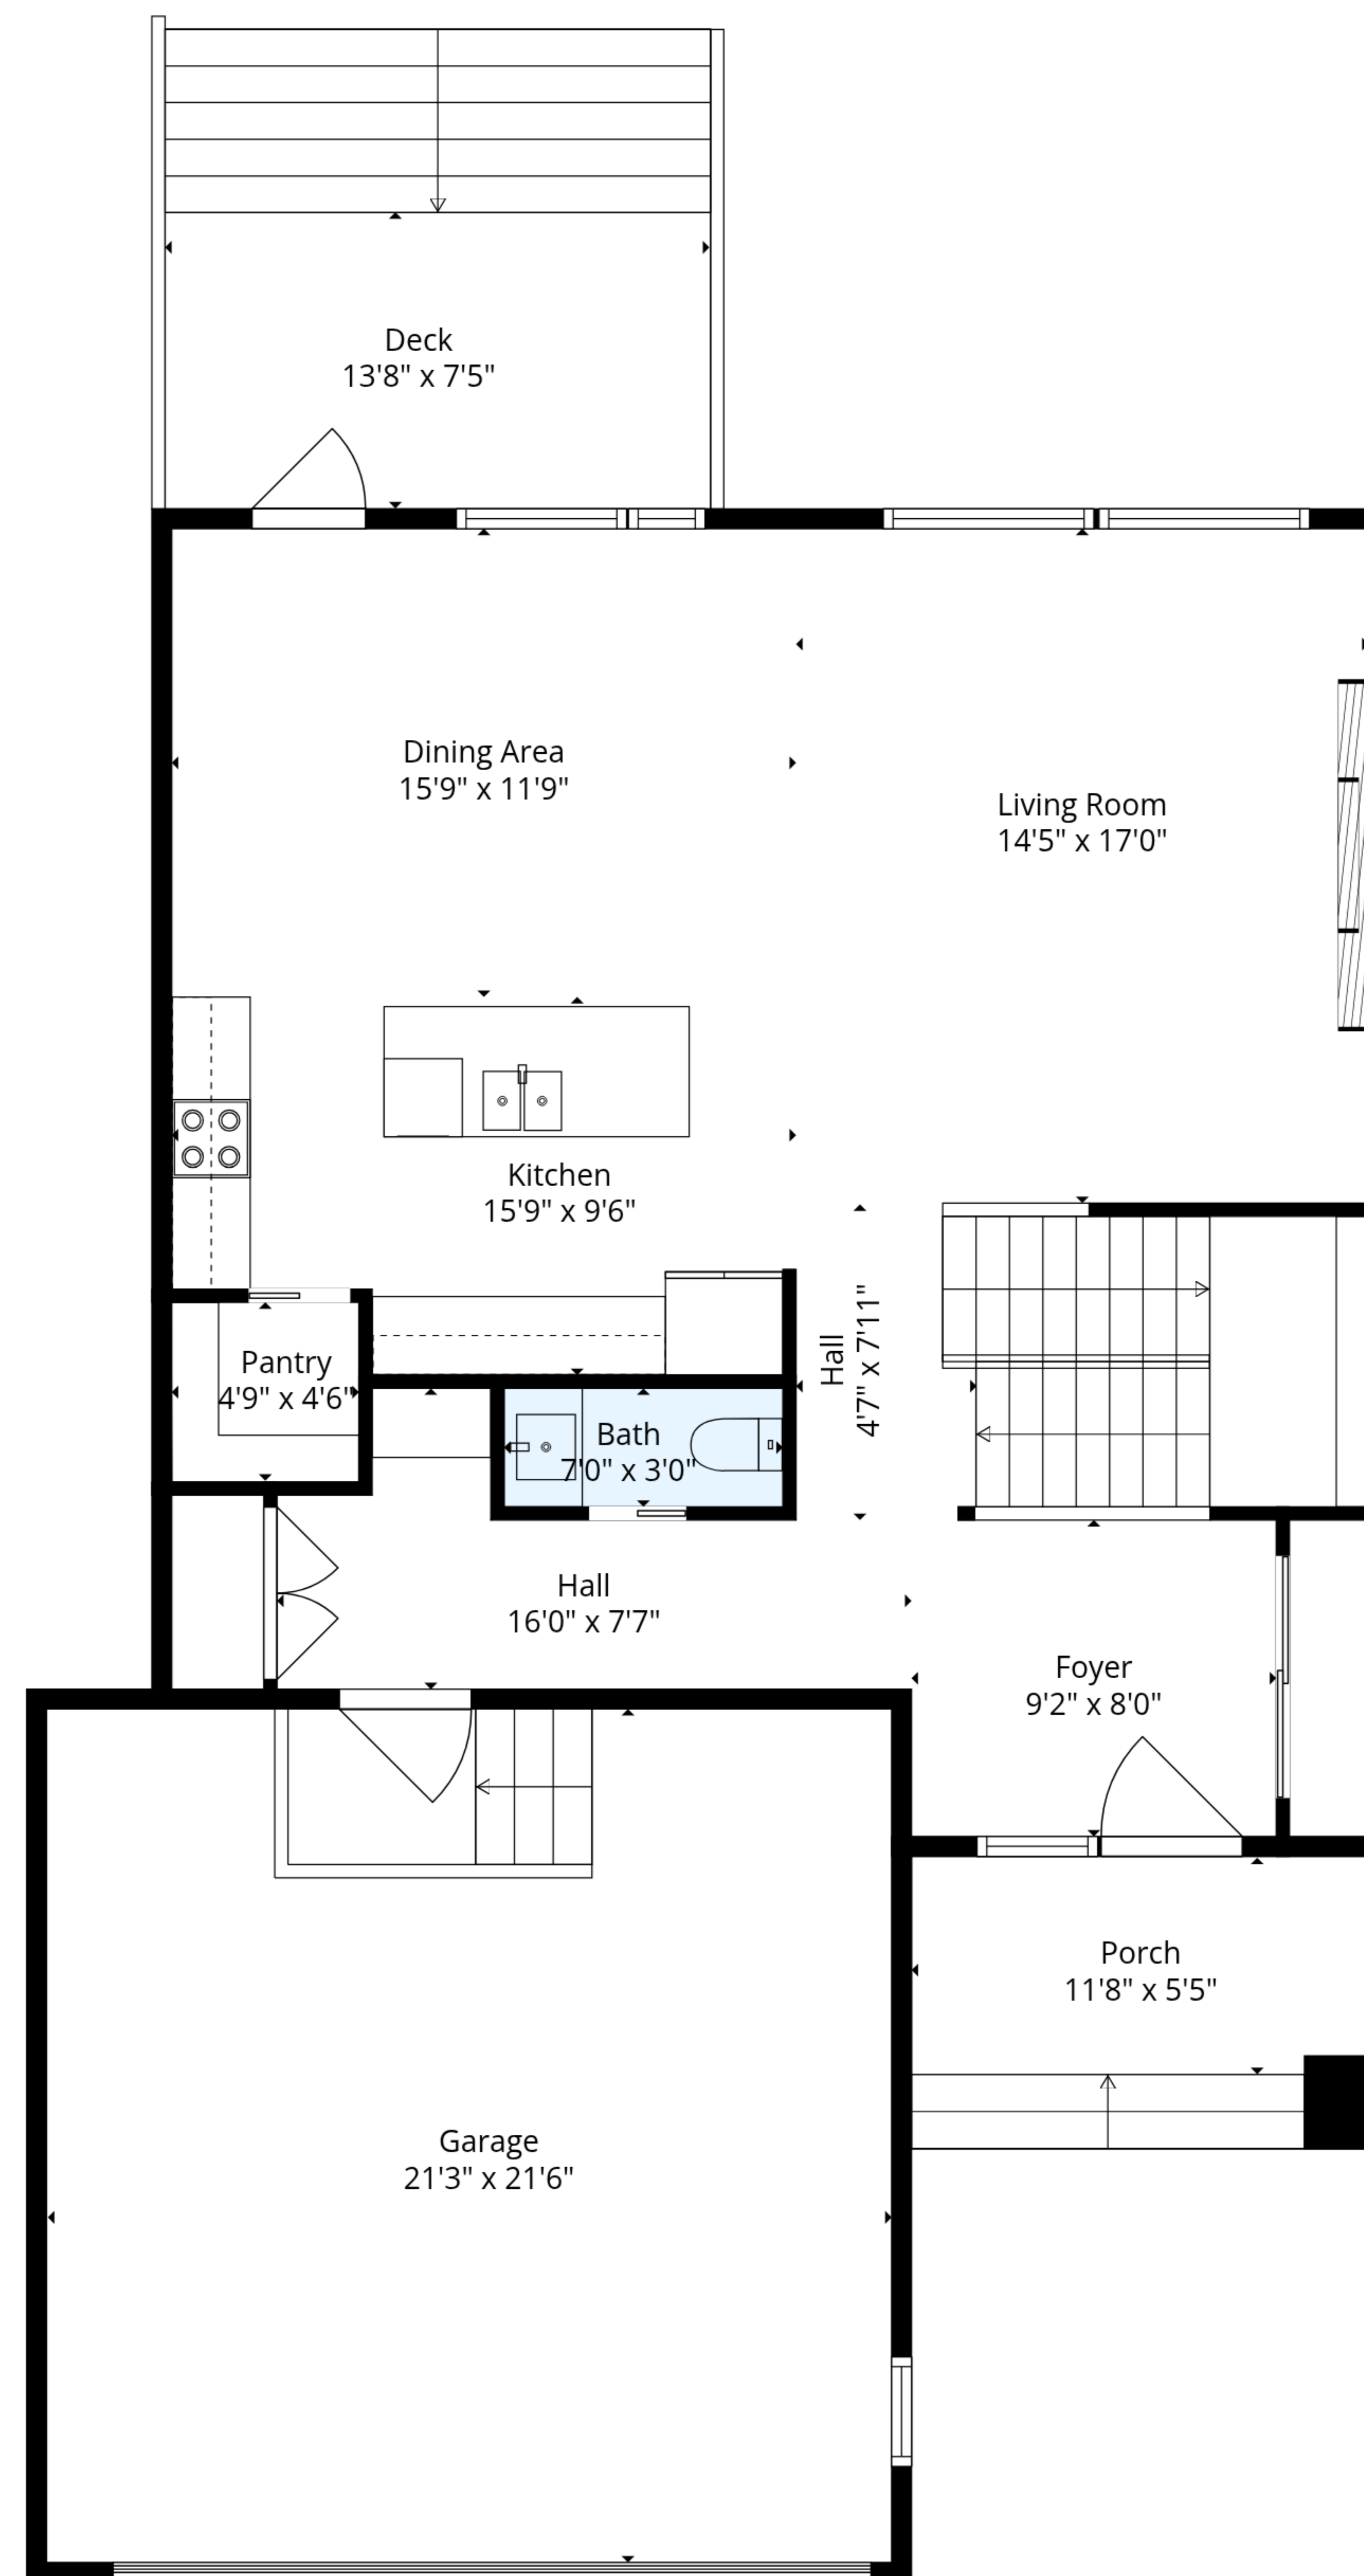 Deck
13'8" x 7'5"
Dining Area
15'9" x 11'9"
Living Room
14'5" x 17'0"
Kitchen
15'9" x 9'6"
Hall
4'7" x 7'11"
Pantry
4'9" x 4'6"
Bath
7'0" x 3'0"
Hall
16'0" x 7'7"
Foyer
9'2" x 8'0"
Porch
11'8" x 5'5"
Garage
21'3" x 21'6"